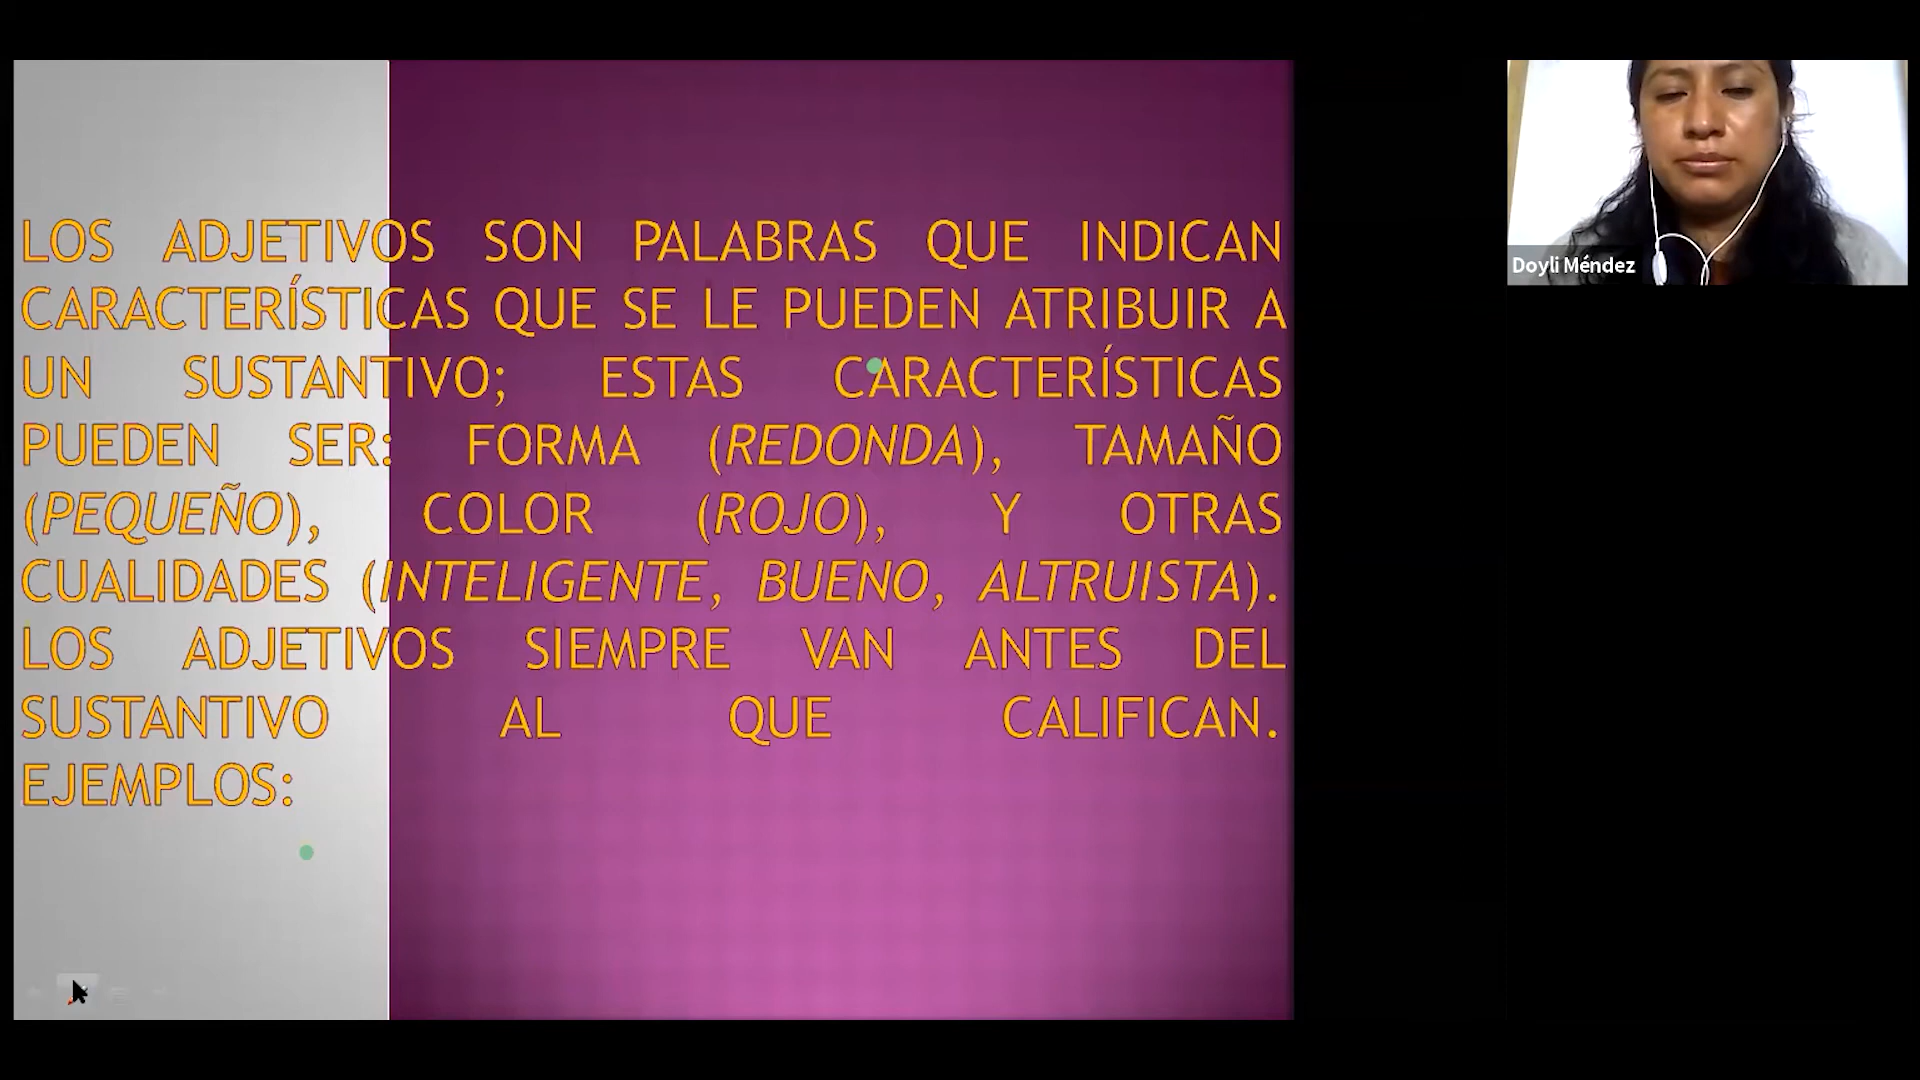 LOS ADJETIVOS SON PALABRAS QUE INDICAN
CARACTERÍSTICAS QUE SE LE PUEDEN ATRIBUIR A
UN SUSTANTIVO; ESTAS CARACTERÍSTICAS
PUEDEN SER: FORMA (REDONDA), TAMAÑO
(PEQUEÑO), COLOR (ROJO), Y OTRAS
CUALIDADES (INTELIGENTE, BUENO, ALTRUISTA).
LOS ADJETIVOS SIEMPRE VAN ANTES DEL
SUSTANTIVO AL QUE CALIFICAN.
EJEMPLOS:
Doyli Méndez